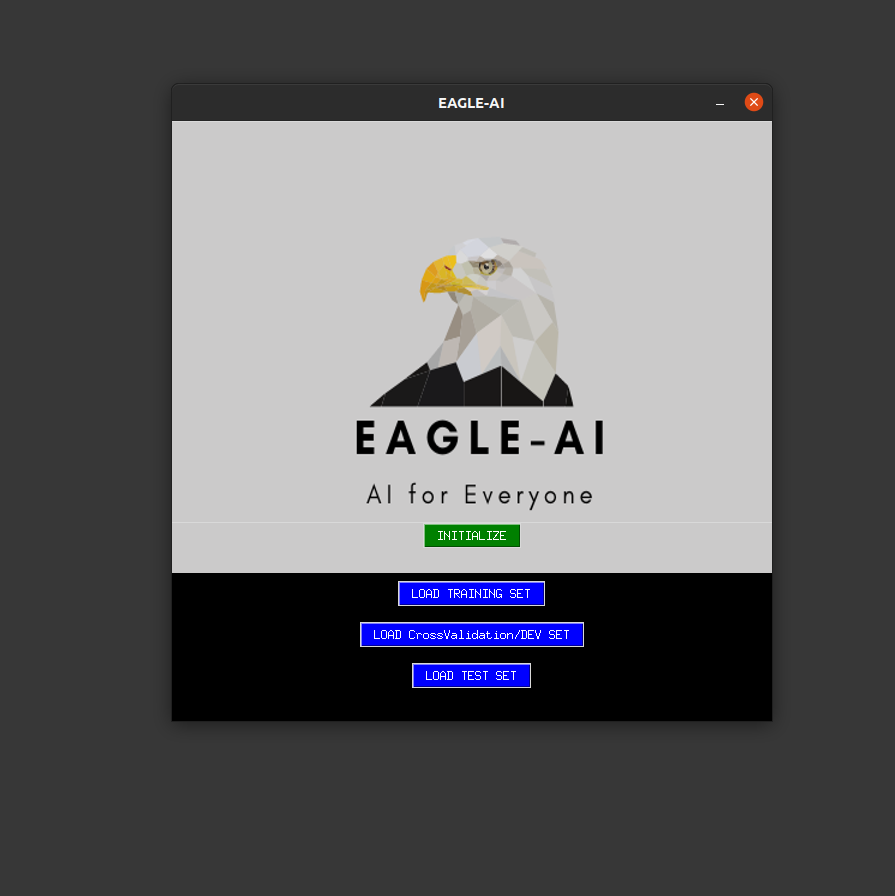 EAGLE-AI
EAGLE-AI
AI for Everyone
INITIALIZE
LOAD TRAINING SET
LOAD CrossValidation/DEV SET
LOAD TEST SET